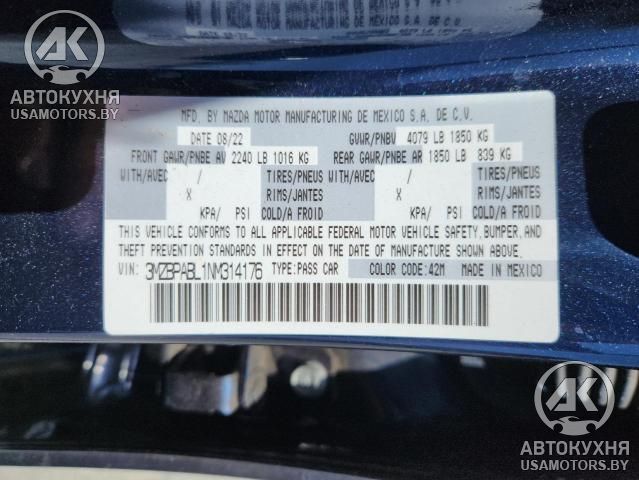 АВТОКУХНЯ
USAMOTORS.BY
MFD. BY MAZDA MOTOR MANUFACTURING DE MEXICO S.A. DE C.V.
DATE 08/22 GVWR/PNBV 4079 LB 1850 KG
FRONT GAWR/PNBE AV 2240 LB 1016 KG REAR GAWR/PNBE AR 1850 LB 839 KG
WITH/AVEC / TIRES/PNEUS WITH/AVEC / TIRES/PNEUS
X RIMS/JANTES X RIMS/JANTES
KPA/ PSI COLD/A FROID KPA/ PSI COLD/A FROID
THIS VEHICLE CONFORMS TO ALL APPLICABLE FEDERAL MOTOR VEHICLE SAFETY, BUMPER, AND
THEFT PREVENTION STANDARDS IN EFFECT ON THE DATE OF MANUFACTURE SHOWN ABOVE.
VIN: 3MZBPABL1NM314176 TYPE:PASS CAR COLOR CODE:42M MADE IN MEXICO
АВТОКУХНЯ
USAMOTORS.BY